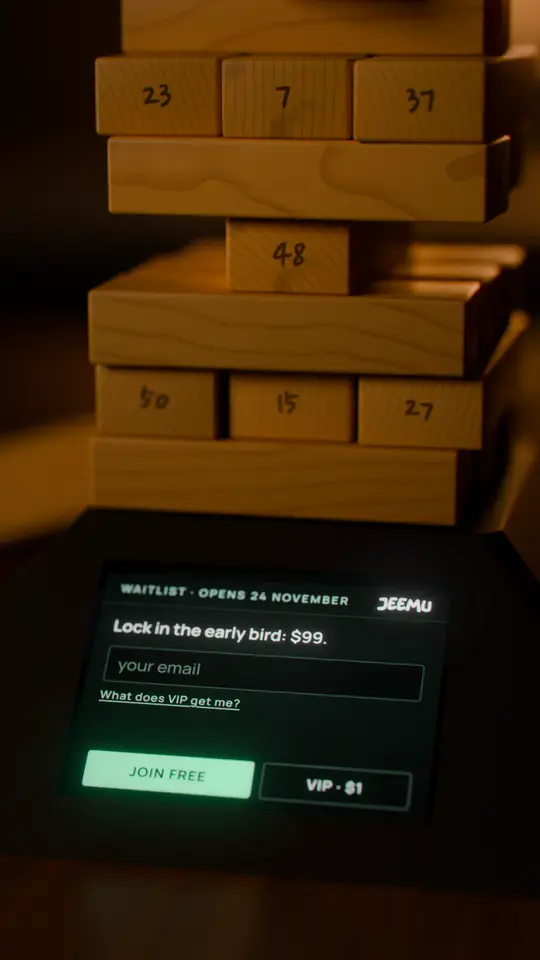 23 7 37
48
50 15 27
WAITLIST · OPENS 24 NOVEMBER JEEMU
Lock in the early bird: $99.
your email
What does VIP get me?
JOIN FREE VIP · $1